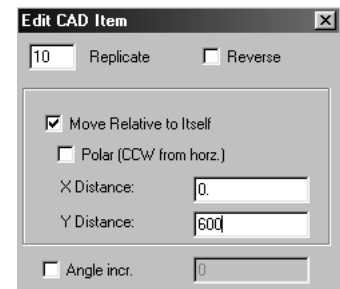 Edit CAD Item
10 Replicate Reverse
Move Relative to Itself
Polar (CCW from horz.)
X Distance: 0.
Y Distance: 600
Angle incr. 0